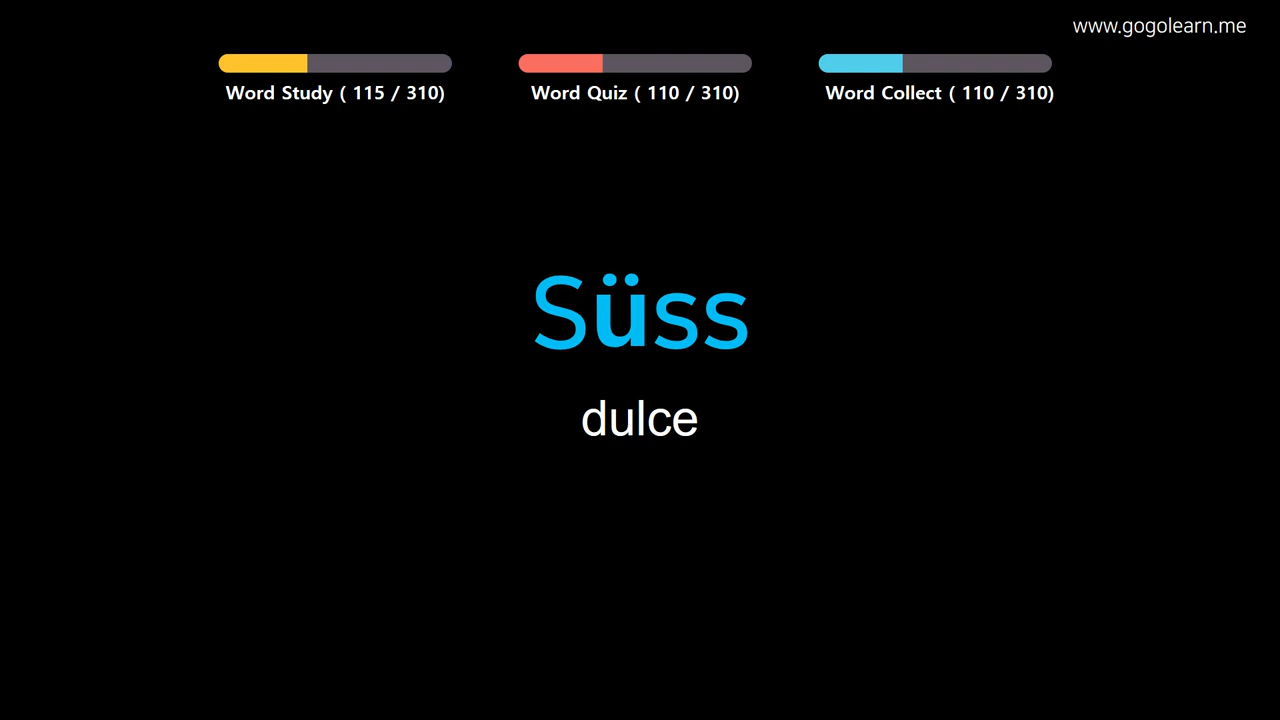 www.gogolearn.me
Word Study ( 115 / 310)
Word Quiz ( 110 / 310)
Word Collect ( 110 / 310)
Süss
dulce